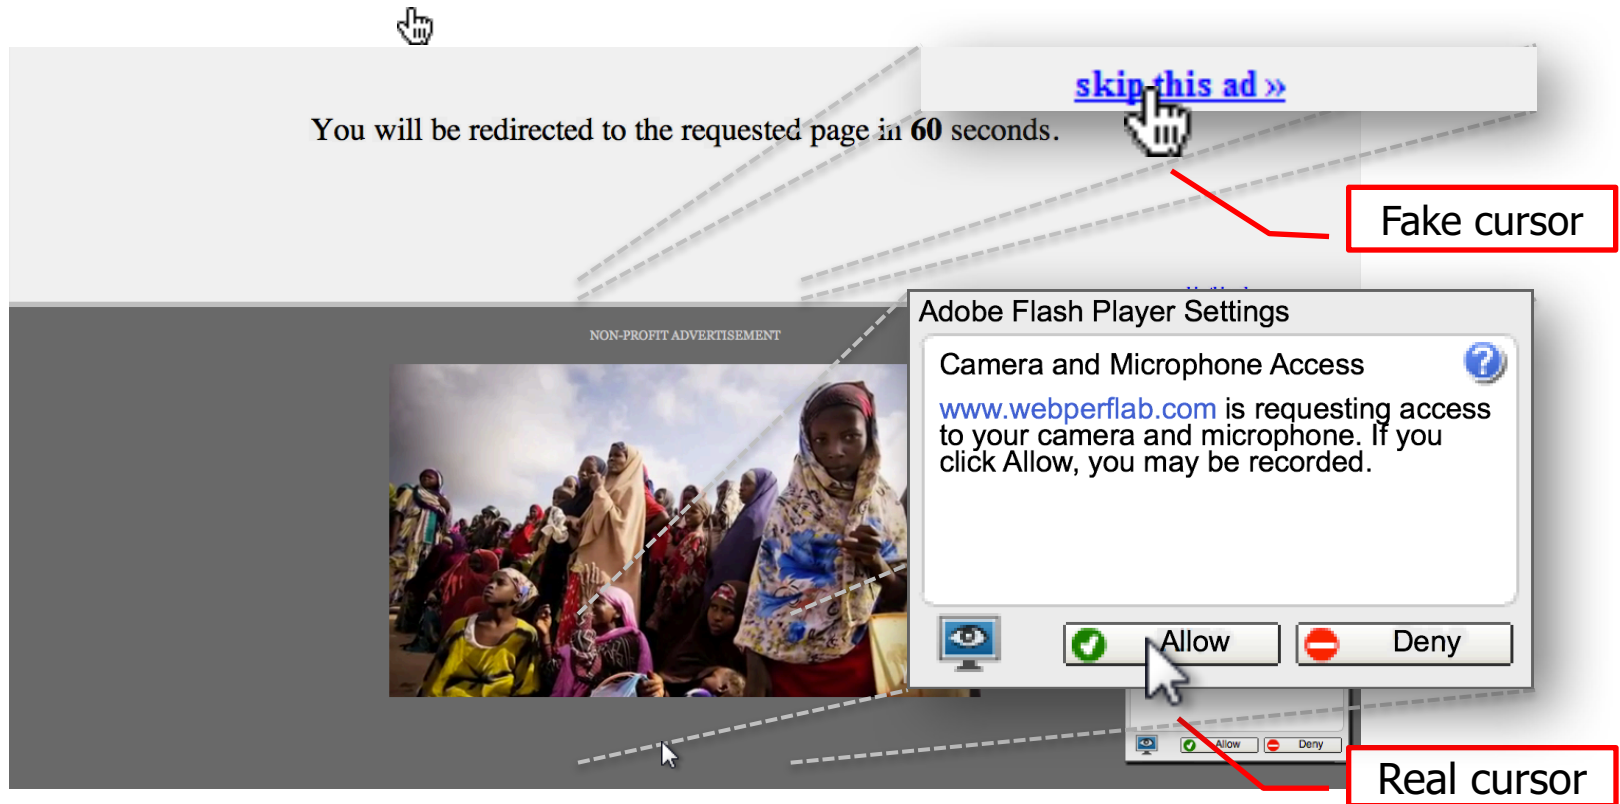 skip this ad »
You will be redirected to the requested page in 60 seconds.
Fake cursor
Adobe Flash Player Settings
NON-PROFIT ADVERTISEMENT
Camera and Microphone Access
www.webperflab.com is requesting access
to your camera and microphone. If you
click Allow, you may be recorded.
Allow
Deny
Allow
Deny
Real cursor